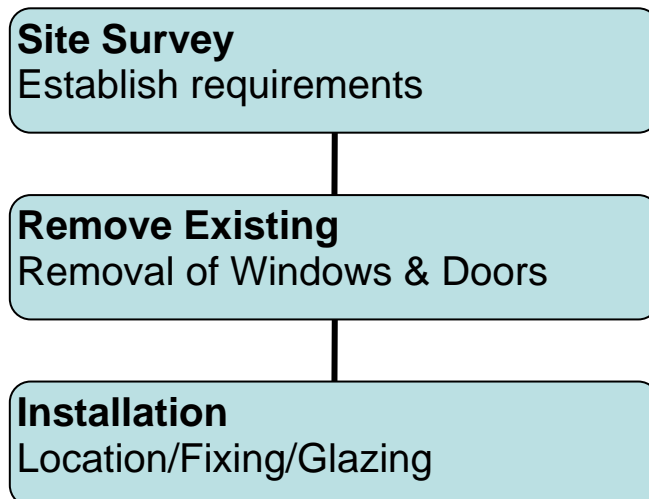 Site Survey
Establish requirements
Remove Existing
Removal of Windows & Doors
Installation
Location/Fixing/Glazing